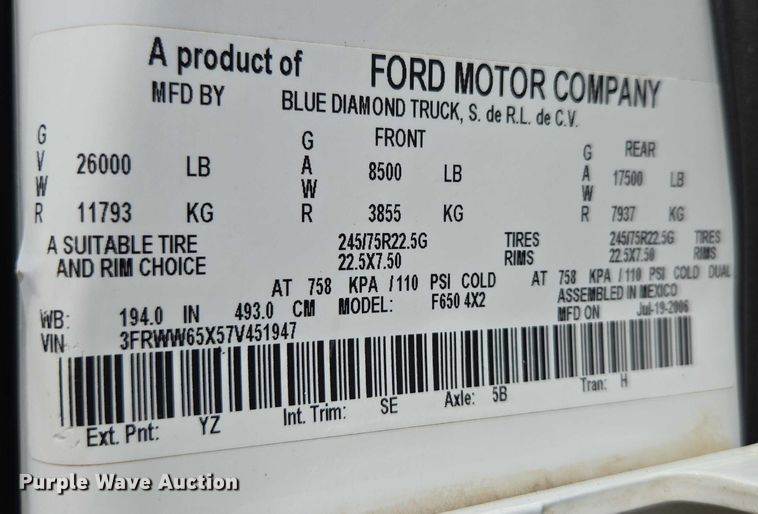 A product of FORD MOTOR COMPANY
MFD BY BLUE DIAMOND TRUCK, S. de R.L. de C.V.
GVWR 26000 LB GAWR FRONT 8500 LB GAWR REAR 17500 LB
11793 KG 3855 KG 7937 KG
A SUITABLE TIRE 245/75R22.5G TIRES 245/75R22.5G TIRES
AND RIM CHOICE 22.5X7.50 RIMS 22.5X7.50 RIMS
AT 758 KPA /110 PSI COLD AT 758 KPA /110 PSI COLD DUAL
WB: 194.0 IN 493.0 CM MODEL: F650 4X2 ASSEMBLED IN MEXICO
VIN 3FRWW65X57V451947 MFD ON Jul-19-2006
Ext. Pnt: YZ Int. Trim: SE Axle: 5B Tran: H
Purple Wave Auction